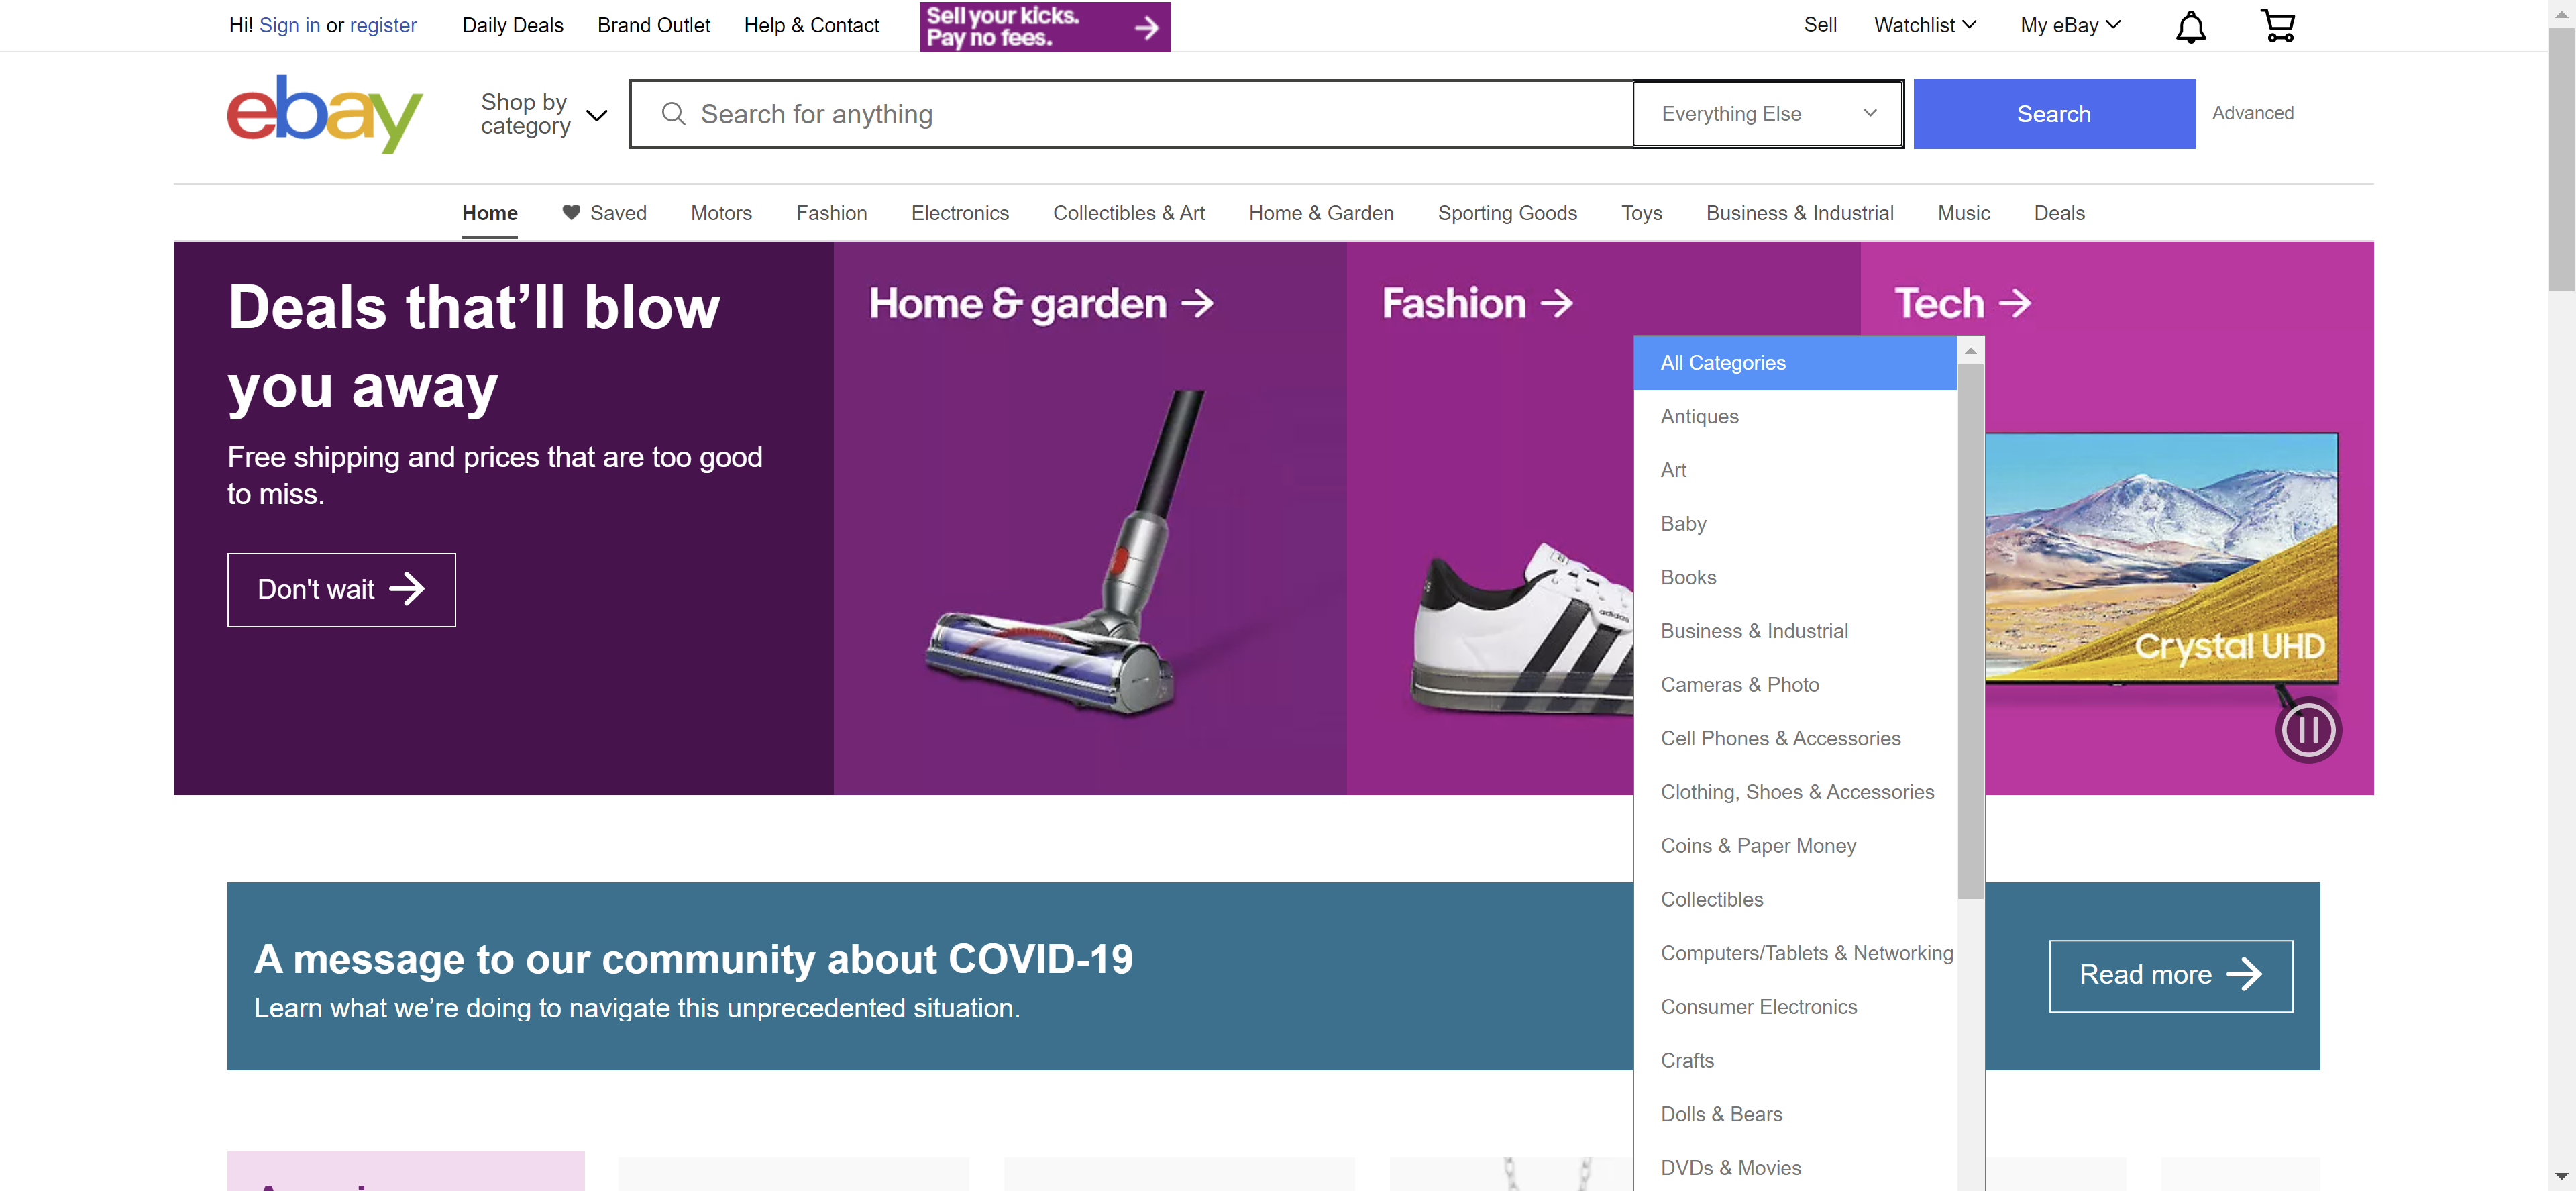 Hi! Sign in or register
Daily Deals
Brand Outlet
Help & Contact
Sell your kicks.
Pay no fees.
Sell
Watchlist
My eBay
ebay
Shop by
category
Search for anything
Everything Else
Search
Advanced
Home
Saved
Motors
Fashion
Electronics
Collectibles & Art
Home & Garden
Sporting Goods
Toys
Business & Industrial
Music
Deals
Deals that’ll blow
you away
Free shipping and prices that are too good
to miss.
Don't wait
Home & garden
Fashion
Tech
adidas
Crystal UHD
All Categories
Antiques
Art
Baby
Books
Business & Industrial
Cameras & Photo
Cell Phones & Accessories
Clothing, Shoes & Accessories
Coins & Paper Money
Collectibles
Computers/Tablets & Networking
Consumer Electronics
Crafts
Dolls & Bears
DVDs & Movies
A message to our community about COVID-19
Learn what we’re doing to navigate this unprecedented situation.
Read more